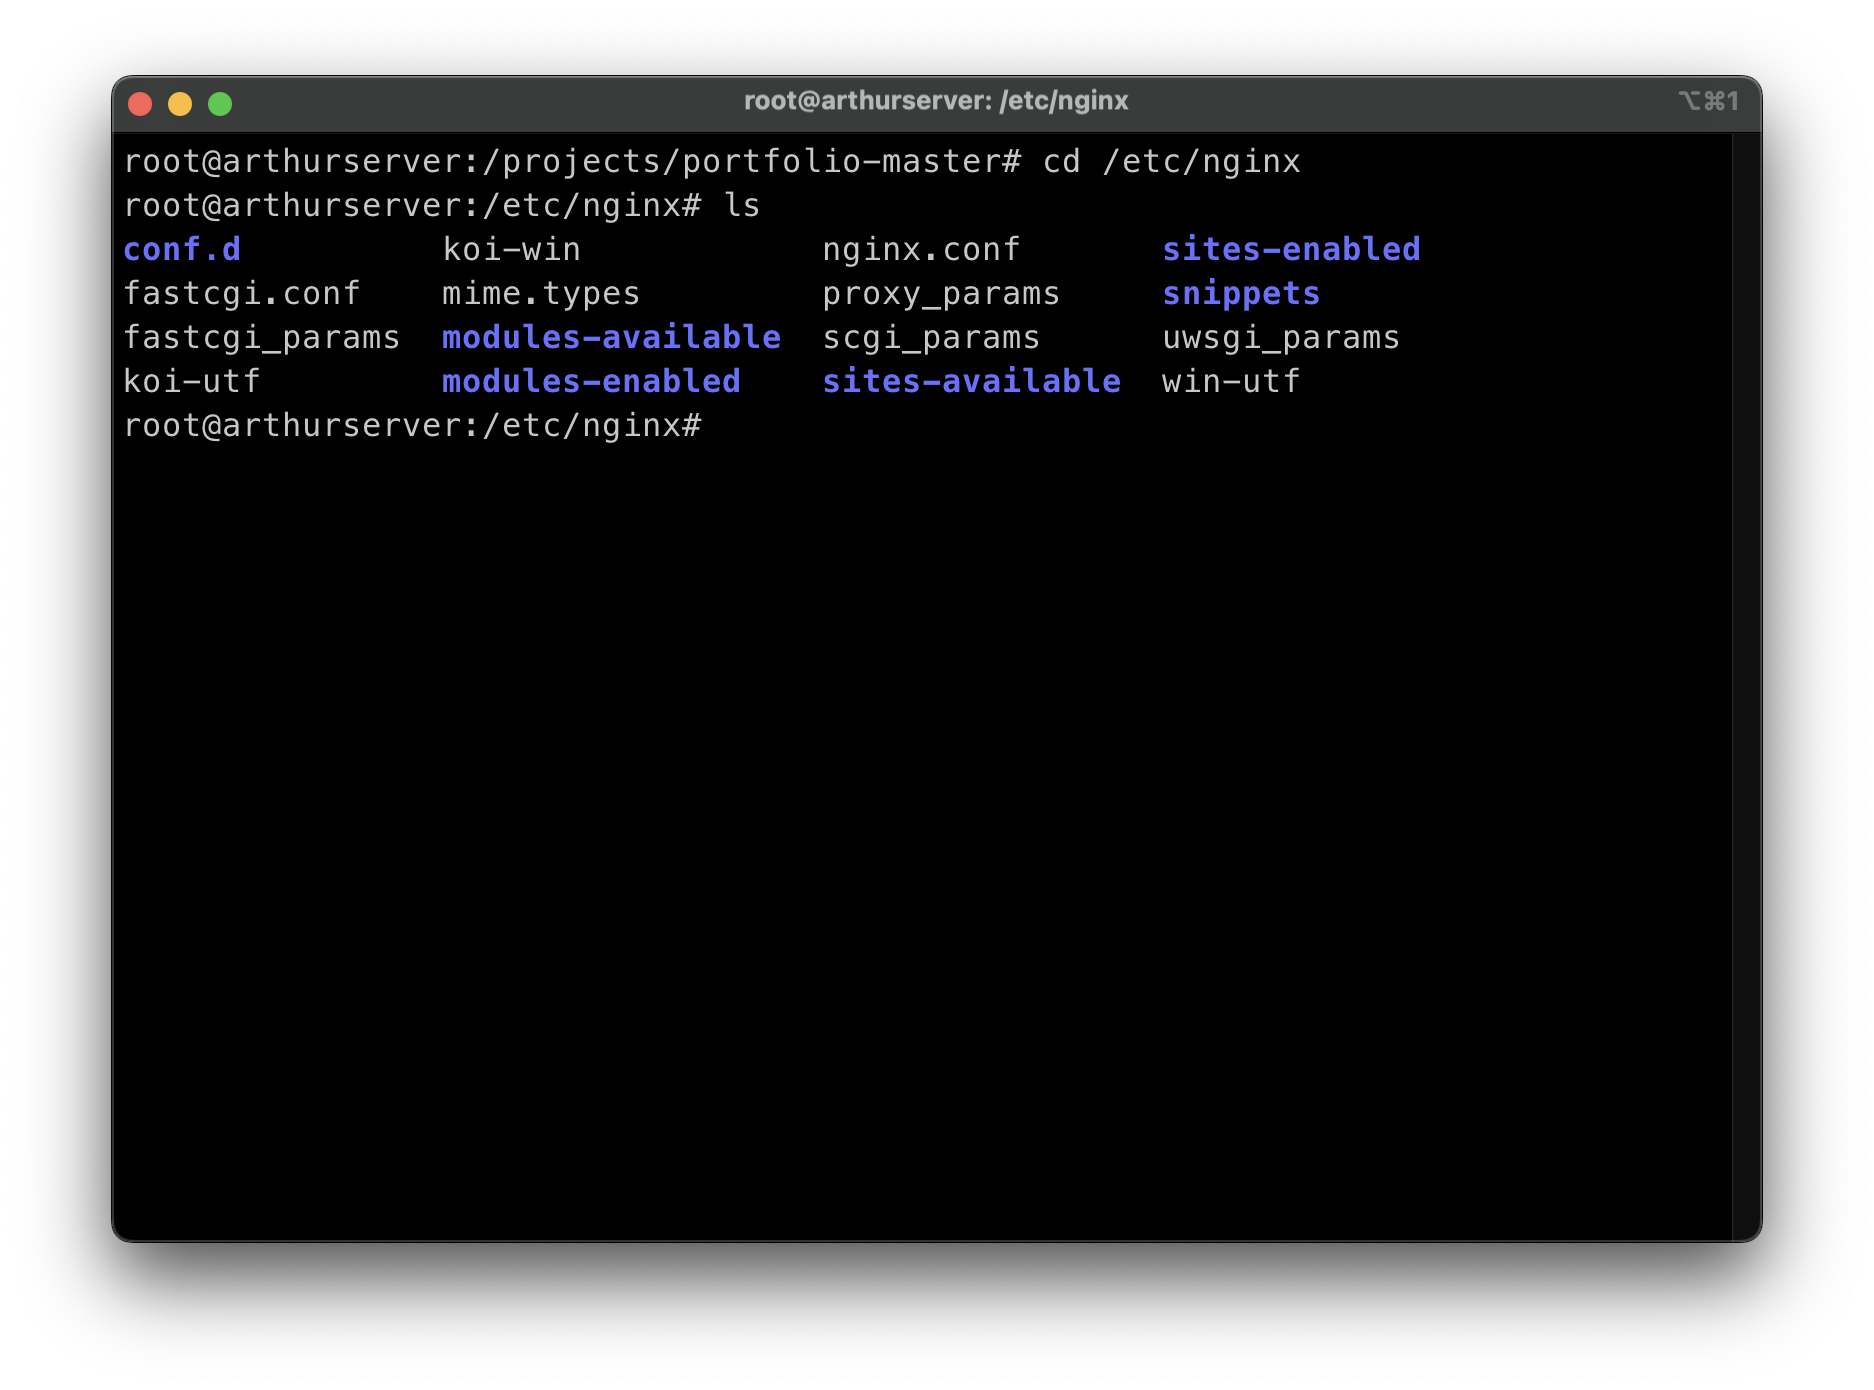 root@arthurserver: /etc/nginx
⌥⌘1
root@arthurserver:/projects/portfolio-master# cd /etc/nginx
root@arthurserver:/etc/nginx# ls
conf.d koi-win nginx.conf sites-enabled
fastcgi.conf mime.types proxy_params snippets
fastcgi_params modules-available scgi_params uwsgi_params
koi-utf modules-enabled sites-available win-utf
root@arthurserver:/etc/nginx#